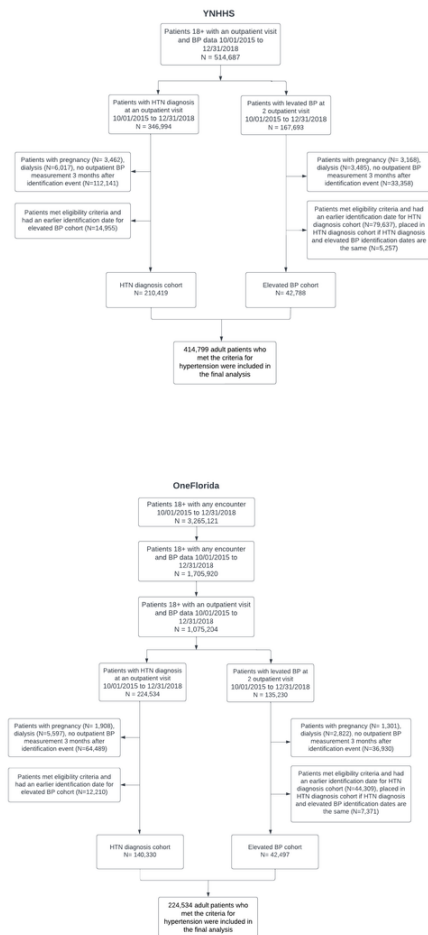 YNHHS
Patients 18+ with an outpatient visit
and BP data 10/01/2015 to
12/31/2018
N = 514,687
Patients with HTN diagnosis
at an outpatient visit
10/01/2015 to 12/31/2018
N = 346,994
Patients with levated BP at
2 outpatient visit
10/01/2015 to 12/31/2018
N = 167,693
Patients with pregnancy (N= 3,462),
dialysis (N=6,017), no outpatient BP
measurement 3 months after
identification event (N=112,141)
Patients with pregnancy (N= 3,168),
dialysis (N=3,485), no outpatient BP
measurement 3 months after
identification event (N=33,358)
Patients met eligibility criteria and
had an earlier identification date for
elevated BP cohort (N=14,955)
Patients met eligibility criteria and had
an earlier identification date for HTN
diagnosis cohort (N=79,637), placed in
HTN diagnosis cohort if HTN diagnosis
and elevated BP identification dates are
the same (N=5,257)
HTN diagnosis cohort
N= 210,419
Elevated BP cohort
N= 42,788
414,799 adult patients who
met the criteria for
hypertension were included in
the final analysis
OneFlorida
Patients 18+ with any encounter
10/01/2015 to 12/31/2018
N = 3,265,121
Patients 18+ with any encounter
and BP data 10/01/2015 to
12/31/2018
N = 1,705,920
Patients 18+ with an outpatient visit
and BP data 10/01/2015 to
12/31/2018
N = 1,075,204
Patients with HTN diagnosis
at an outpatient visit
10/01/2015 to 12/31/2018
N = 224,534
Patients with levated BP at
2 outpatient visit
10/01/2015 to 12/31/2018
N = 135,230
Patients with pregnancy (N= 1,908),
dialysis (N=5,597), no outpatient BP
measurement 3 months after
identification event (N=64,489)
Patients with pregnancy (N= 1,301),
dialysis (N=2,822), no outpatient BP
measurement 3 months after
identification event (N=36,930)
Patients met eligibility criteria and
had an earlier identification date for
elevated BP cohort (N=12,210)
Patients met eligibility criteria and had
an earlier identification date for HTN
diagnosis cohort (N=44,309), placed in
HTN diagnosis cohort if HTN diagnosis
and elevated BP identification dates are
the same (N=7,371)
HTN diagnosis cohort
N= 140,330
Elevated BP cohort
N= 42,497
224,534 adult patients who
met the criteria for
hypertension were included in
the final analysis